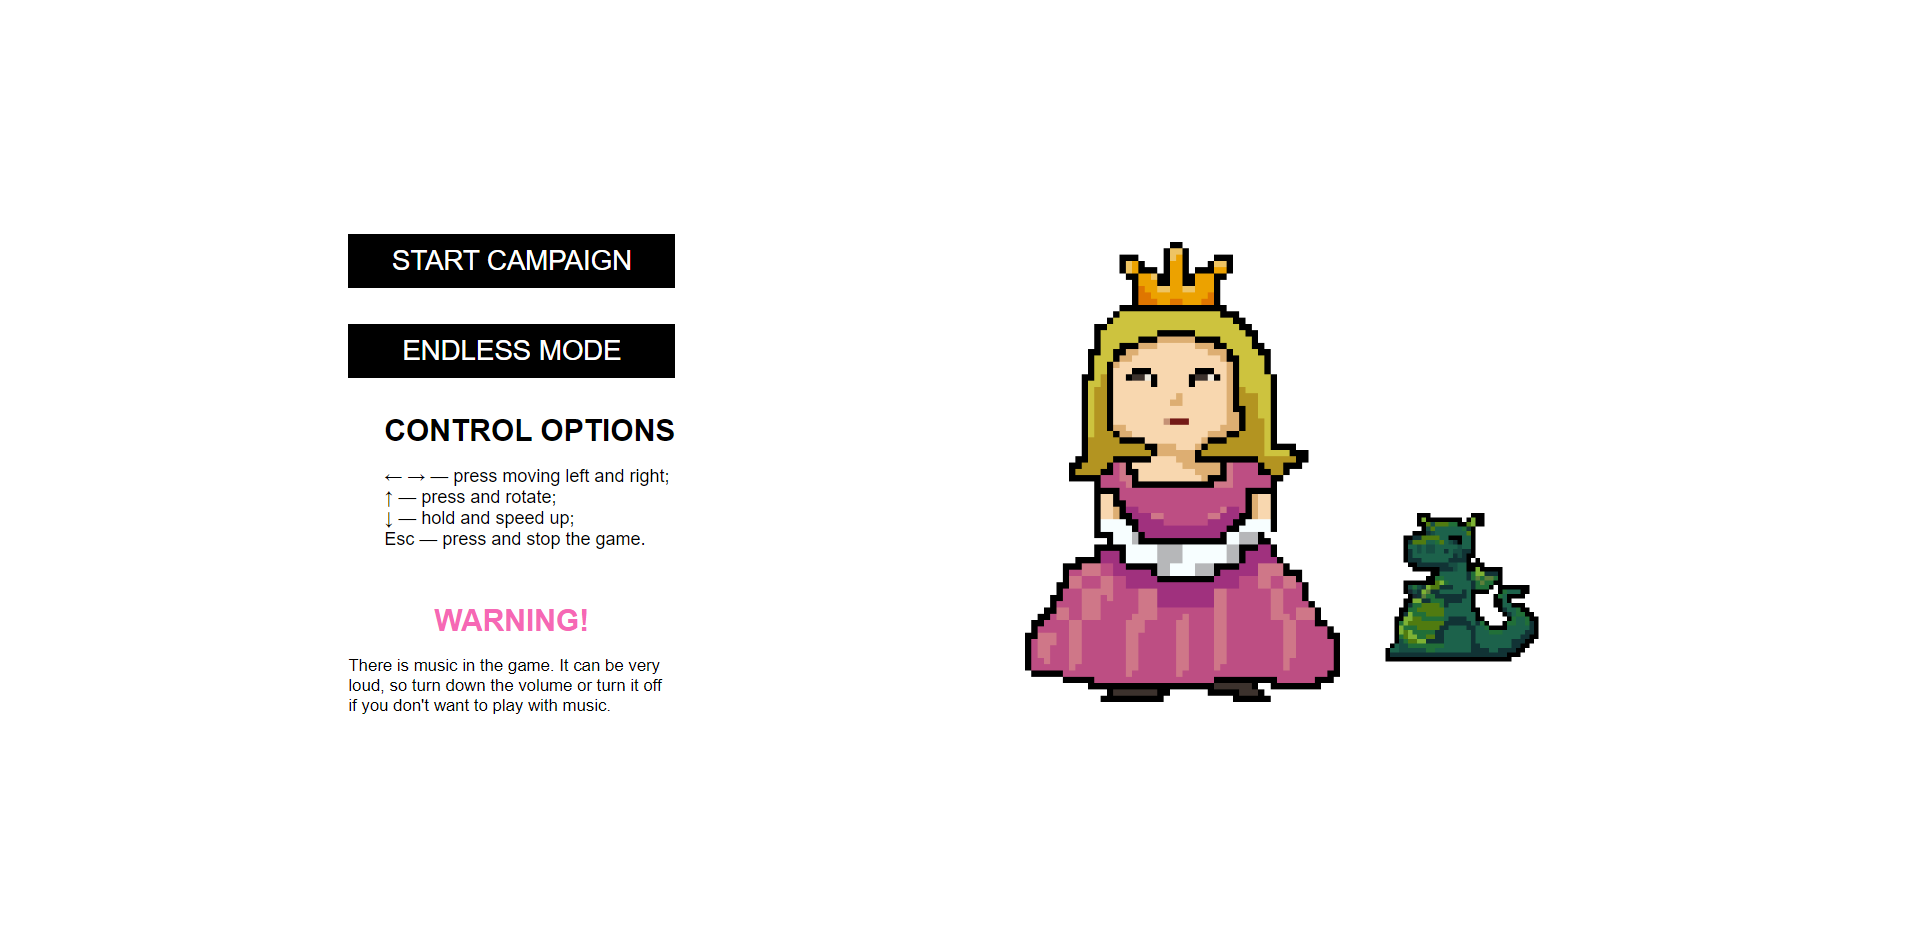 START CAMPAIGN
ENDLESS MODE
CONTROL OPTIONS
← → — press moving left and right;
↑ — press and rotate;
↓ — hold and speed up;
Esc — press and stop the game.
WARNING!
There is music in the game. It can be very
loud, so turn down the volume or turn it off
if you don't want to play with music.